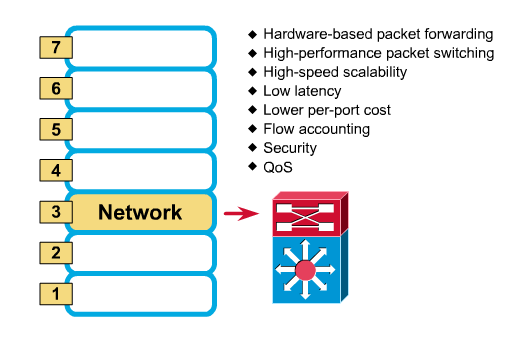 7
6
5
4
3
Network
2
1
Hardware-based packet forwarding
High-performance packet switching
High-speed scalability
Low latency
Lower per-port cost
Flow accounting
Security
QoS